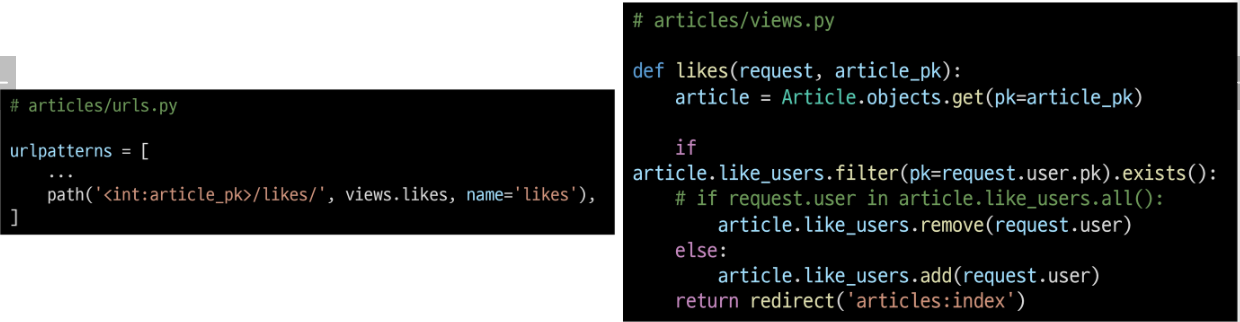 # articles/urls.py
urlpatterns = [
    ...
    path('<int:article_pk>/likes/', views.likes, name='likes'),
]
# articles/views.py
def likes(request, article_pk):
    article = Article.objects.get(pk=article_pk)
    if
article.like_users.filter(pk=request.user.pk).exists():
    # if request.user in article.like_users.all():
        article.like_users.remove(request.user)
    else:
        article.like_users.add(request.user)
    return redirect('articles:index')